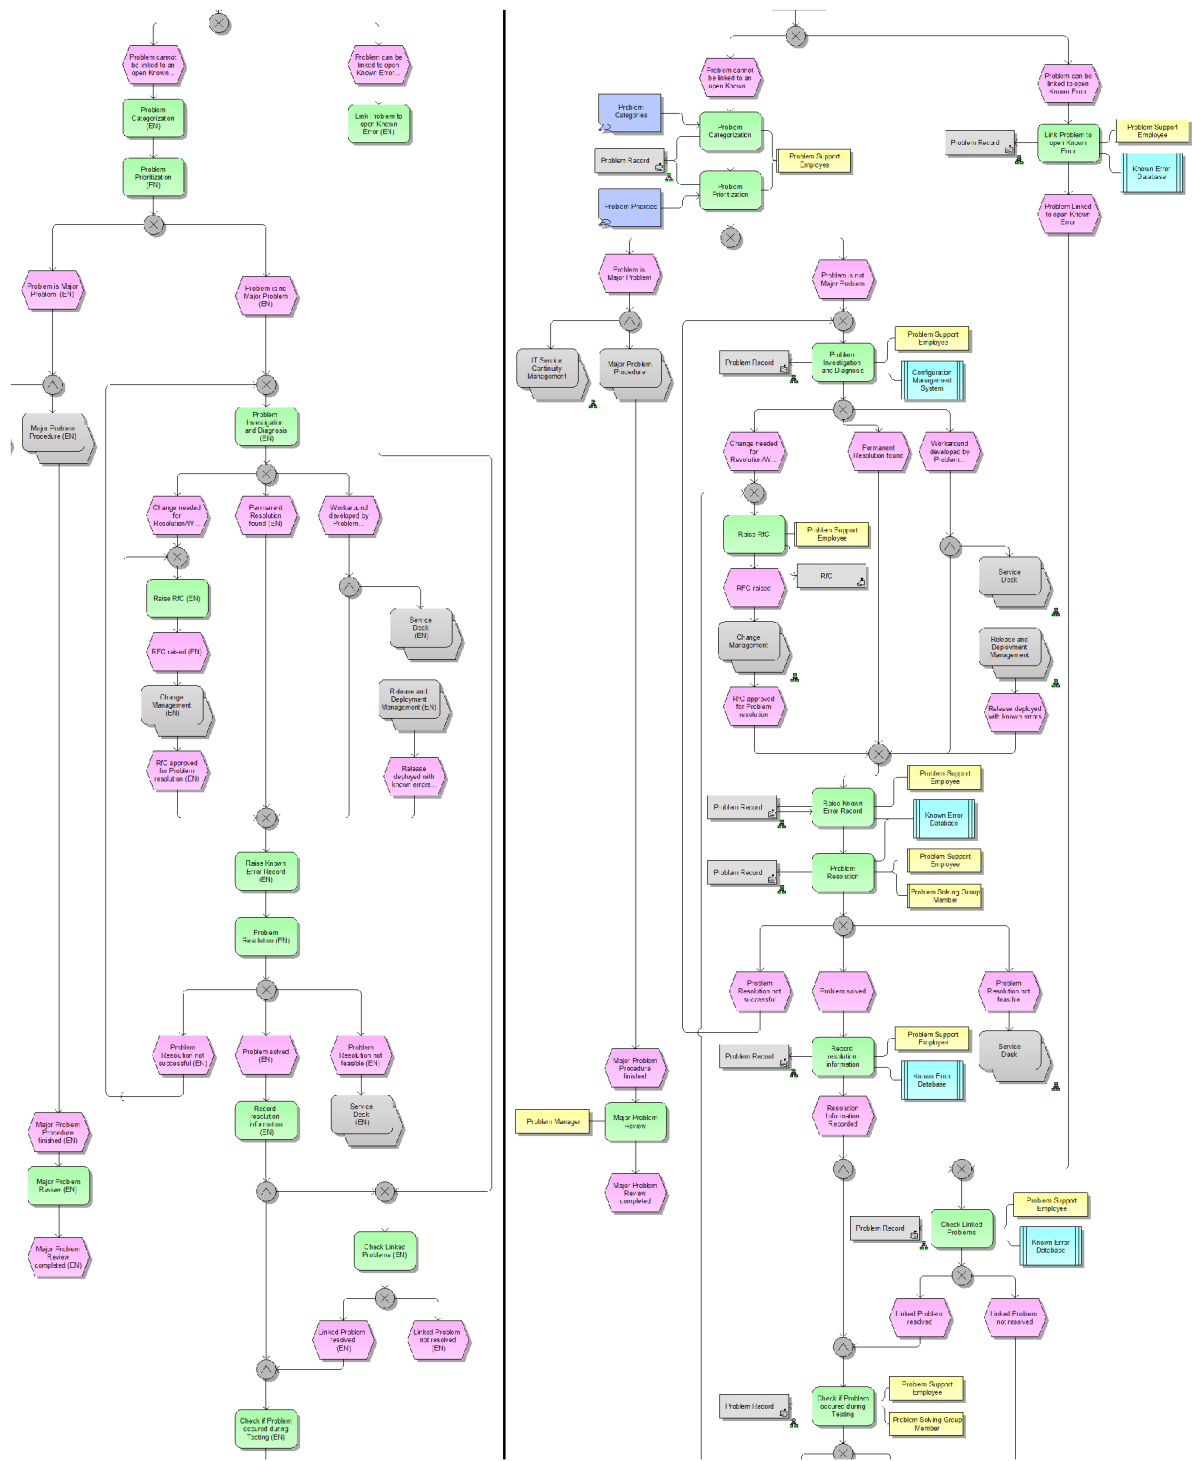 Problem cannot
be linked to an
open Known...
Problem can be
linked to open
Known Error...
Problem
Categorization
(EN)
Link Problem to
open Known
Error (EN)
Problem
Prioritization
(EN)
Problem is Major
Problem (EN)
Problem is no
Major Problem
(EN)
Major Problem
Procedure (EN)
Problem
Investigation
and Diagnosis
(EN)
Change needed
for
Resolution/W...
Permanent
Resolution
found (EN)
Workaround
developed by
Problem...
Raise RfC (EN)
Service
Desk
(EN)
RFC raised (EN)
Change
Management
(EN)
Release and
Deployment
Management (EN)
RfC approved
for Problem
resolution (EN)
Release
deployed with
known errors...
Raise Known
Error Record
(EN)
Problem
Resolution (EN)
Problem
Resolution not
successful (EN)
Problem solved
(EN)
Problem
Resolution not
feasible (EN)
Record
resolution
information
(EN)
Service
Desk
(EN)
Major Problem
Procedure
finished (EN)
Major Problem
Review (EN)
Major Problem
Review
completed (EN)
Check Linked
Problems (EN)
Linked Problem
resolved
(EN)
Linked Problem
not resolved
(EN)
Check if Problem
occured during
Testing (EN)
Problem cannot
be linked to an
open Known...
Problem can be
linked to open
Known Error
Problem
Categories
Problem
Categorization
Problem Record
Problem Support
Employee
Problem
Prioritization
Problem Priorities
Problem Record
Link Problem to
open Known
Error
Problem Support
Employee
Known Error
Database
Problem Linked
to open Known
Error
Problem is
Major Problem
Problem is not
Major Problem
IT Service
Continuity
Management
Major Problem
Procedure
Problem Record
Problem
Investigation
and Diagnosis
Problem Support
Employee
Configuration
Management
System
Change needed
for
Resolution/W...
Permanent
Resolution found
Workaround
developed by
Problem...
Raise RfC
Problem Support
Employee
RFC raised
RfC
Service
Desk
Change
Management
Release and
Deployment
Management
RfC approved
for Problem
resolution
Release deployed
with known errors
Problem Record
Raise Known
Error Record
Problem Support
Employee
Known Error
Database
Problem Record
Problem
Resolution
Problem Support
Employee
Problem Solving Group
Member
Problem
Resolution not
successful
Problem solved
Problem
Resolution not
feasible
Problem Record
Record
resolution
information
Problem Support
Employee
Known Error
Database
Service
Desk
Major Problem
Procedure
finished
Resolution
Information
Recorded
Problem Manager
Major Problem
Review
Major Problem
Review
completed
Problem Record
Check Linked
Problems
Problem Support
Employee
Known Error
Database
Linked Problem
resolved
Linked Problem
not resolved
Problem Record
Check if Problem
occured during
Testing
Problem Support
Employee
Problem Solving Group
Member